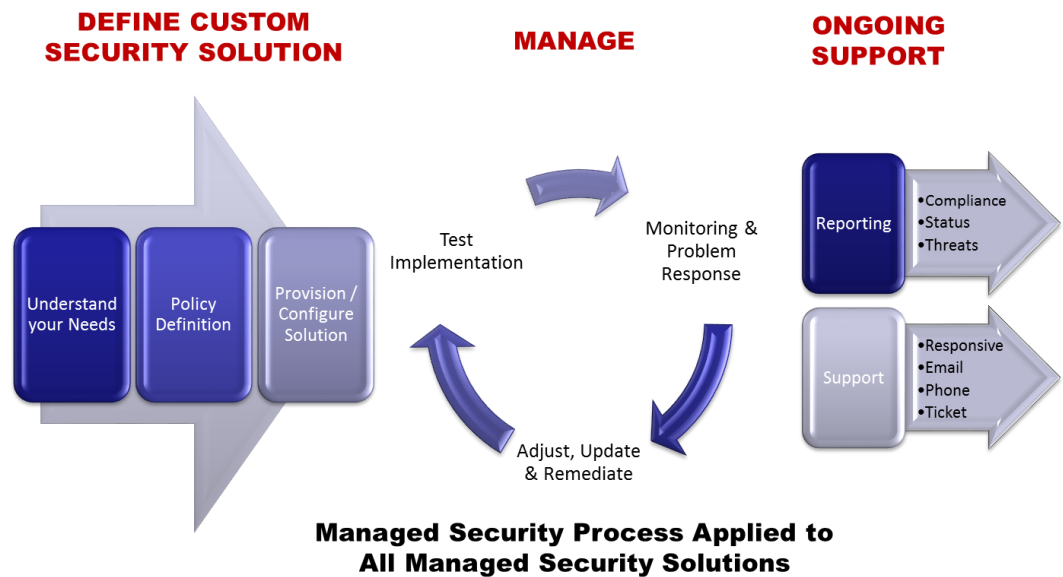 DEFINE CUSTOM
SECURITY SOLUTION
Understand
your Needs
Policy
Definition
Provision /
Configure
Solution
MANAGE
Test
Implementation
Monitoring &
Problem
Response
Adjust, Update
& Remediate
ONGOING
SUPPORT
Reporting
•Compliance
•Status
•Threats
Support
•Responsive
•Email
•Phone
•Ticket
Managed Security Process Applied to
All Managed Security Solutions